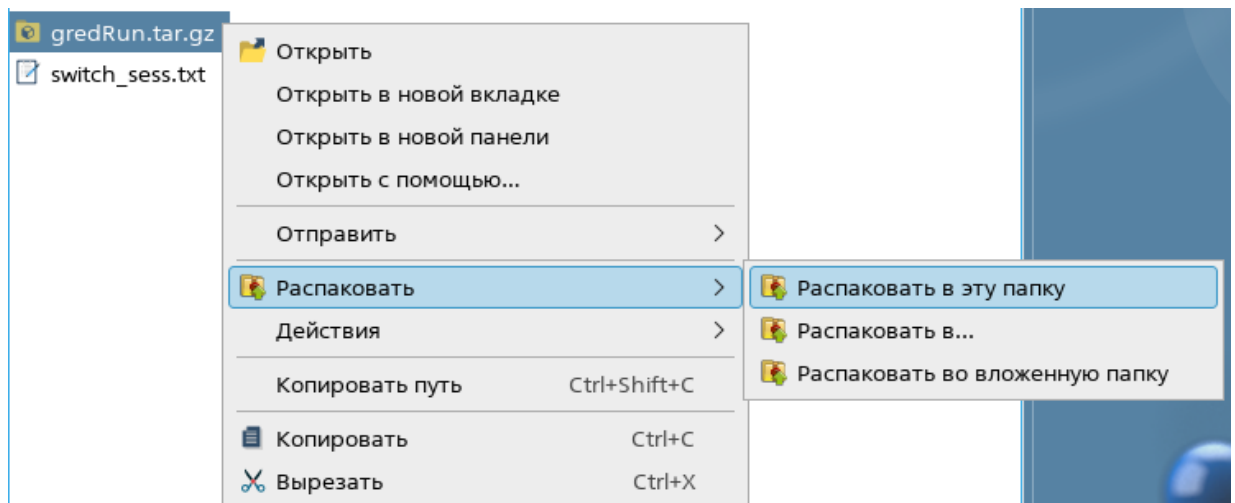 gredRun.tar.gz
switch_sess.txt
Открыть
Открыть в новой вкладке
Открыть в новой панели
Открыть с помощью...
Отправить
Распаковать
Действия
Копировать путь Ctrl+Shift+C
Копировать Ctrl+C
Вырезать Ctrl+X
Распаковать в эту папку
Распаковать в...
Распаковать во вложенную папку